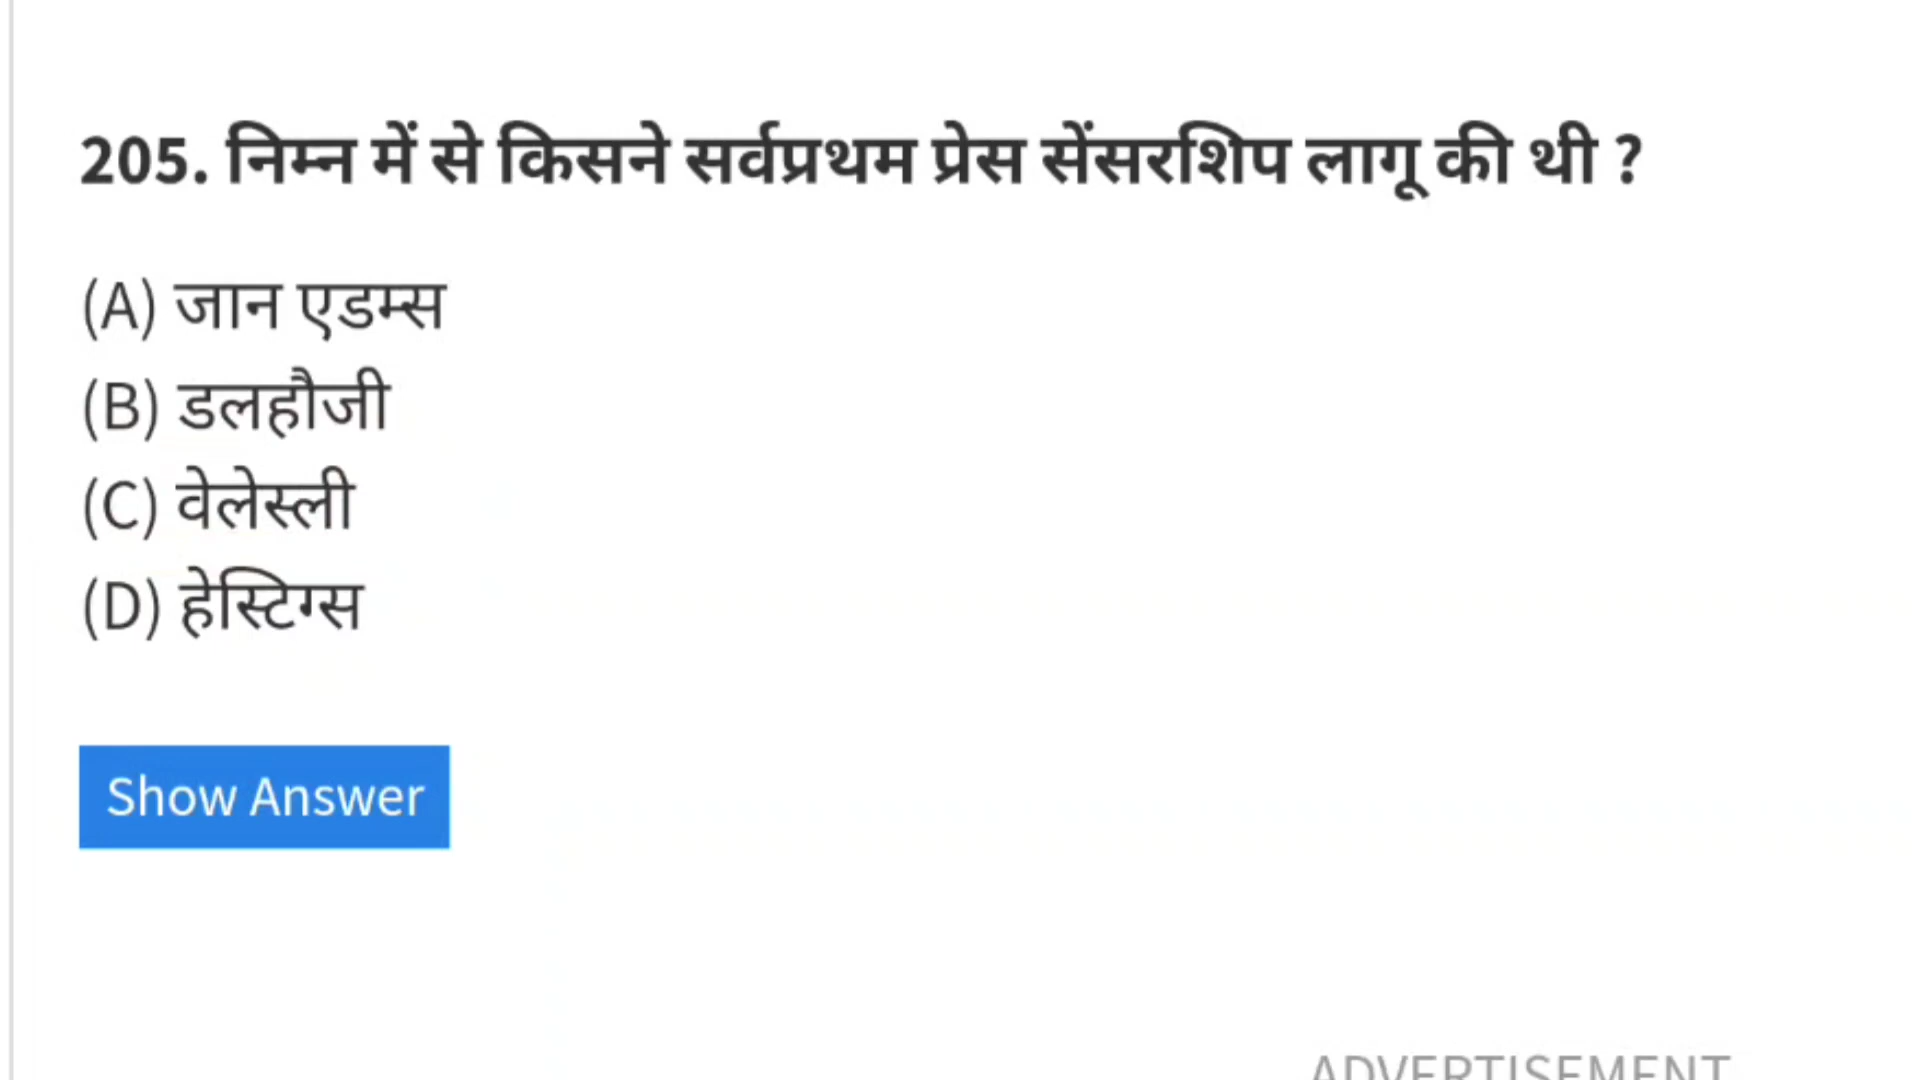 205. निम्न में से किसने सर्वप्रथम प्रेस सेंसरशिप लागू की थी ?
(A) जान एडम्स
(B) डलहौजी
(C) वेलेस्ली
(D) हेस्टिग्स
Show Answer
ADVERTISEMENT